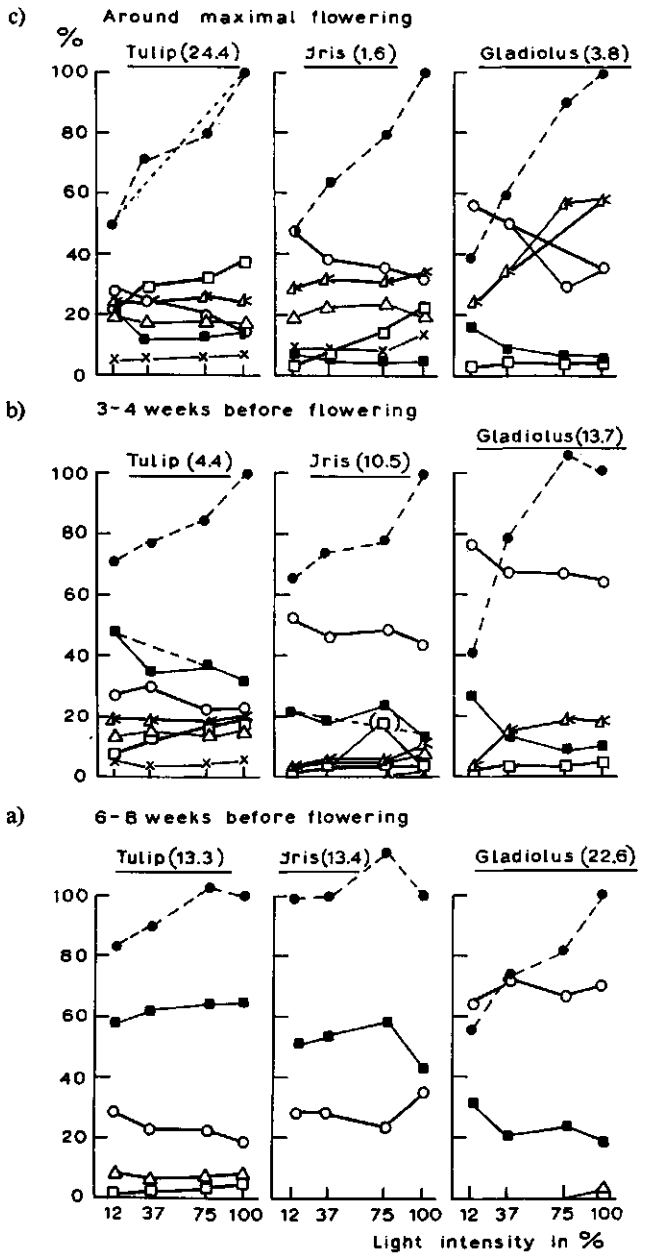 c) Around maximal flowering
%
Tulip (24.4) Iris (1.6) Gladiolus (3.8)
100
80
60
40
20
0
b) 3-4 weeks before flowering
Tulip (4.4) Iris (10.5) Gladiolus (13.7)
100
80
60
40
20
0
a) 6-8 weeks before flowering
Tulip (13.3) Iris (13.4) Gladiolus (22.6)
100
80
60
40
20
0
12 37 75 100 12 37 75 100 12 37 75 100
Light intensity in %